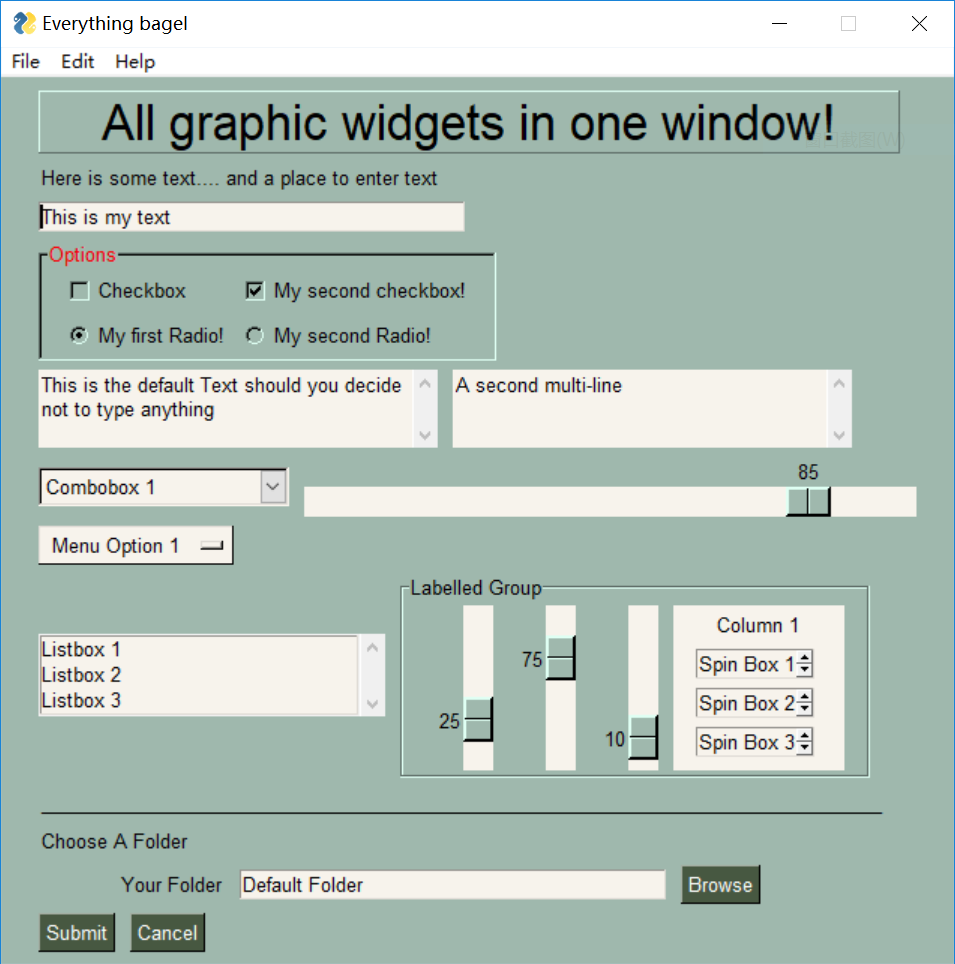 Everything bagel
File Edit Help
All graphic widgets in one window!
Here is some text.... and a place to enter text
This is my text
Options
Checkbox My second checkbox!
My first Radio! My second Radio!
This is the default Text should you decide
not to type anything
A second multi-line
85
Combobox 1
Menu Option 1
Labelled Group
Listbox 1
Listbox 2
Listbox 3
25
75
10
Column 1
Spin Box 1
Spin Box 2
Spin Box 3
Choose A Folder
Your Folder Default Folder Browse
Submit Cancel